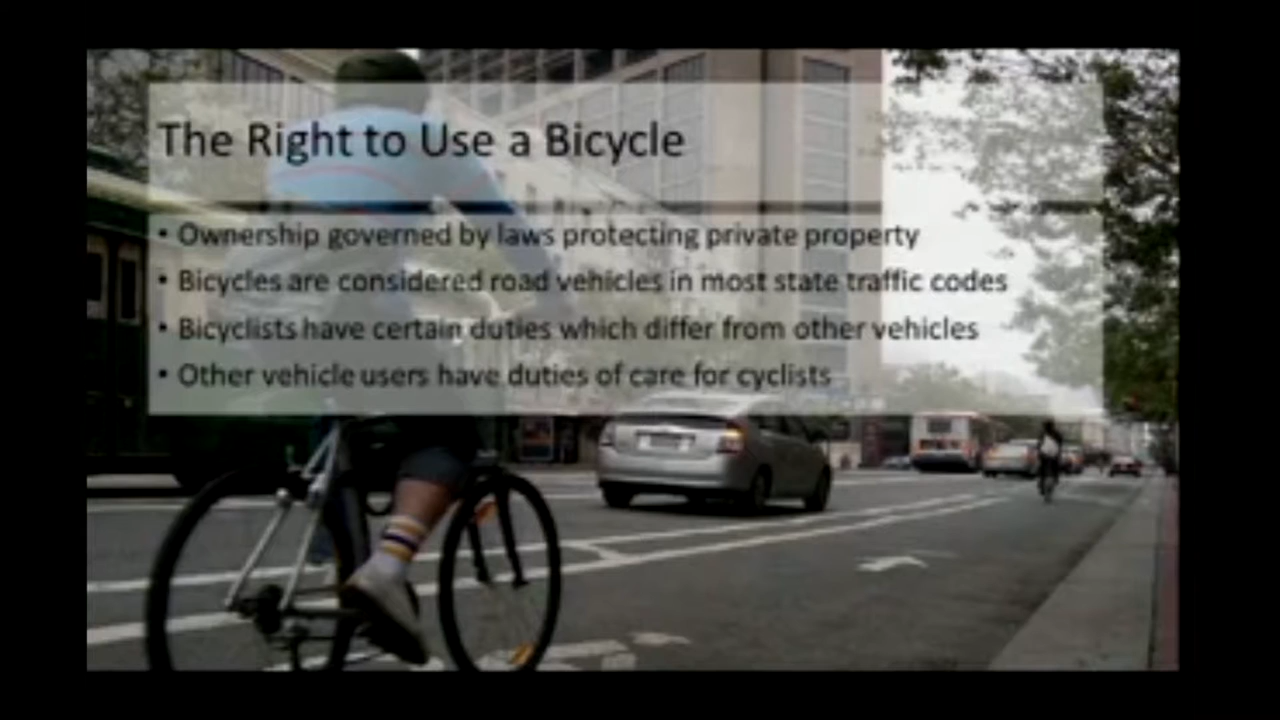 The Right to Use a Bicycle
• Ownership governed by laws protecting private property
• Bicycles are considered road vehicles in most state traffic codes
• Bicyclists have certain duties which differ from other vehicles
• Other vehicle users have duties of care for cyclists